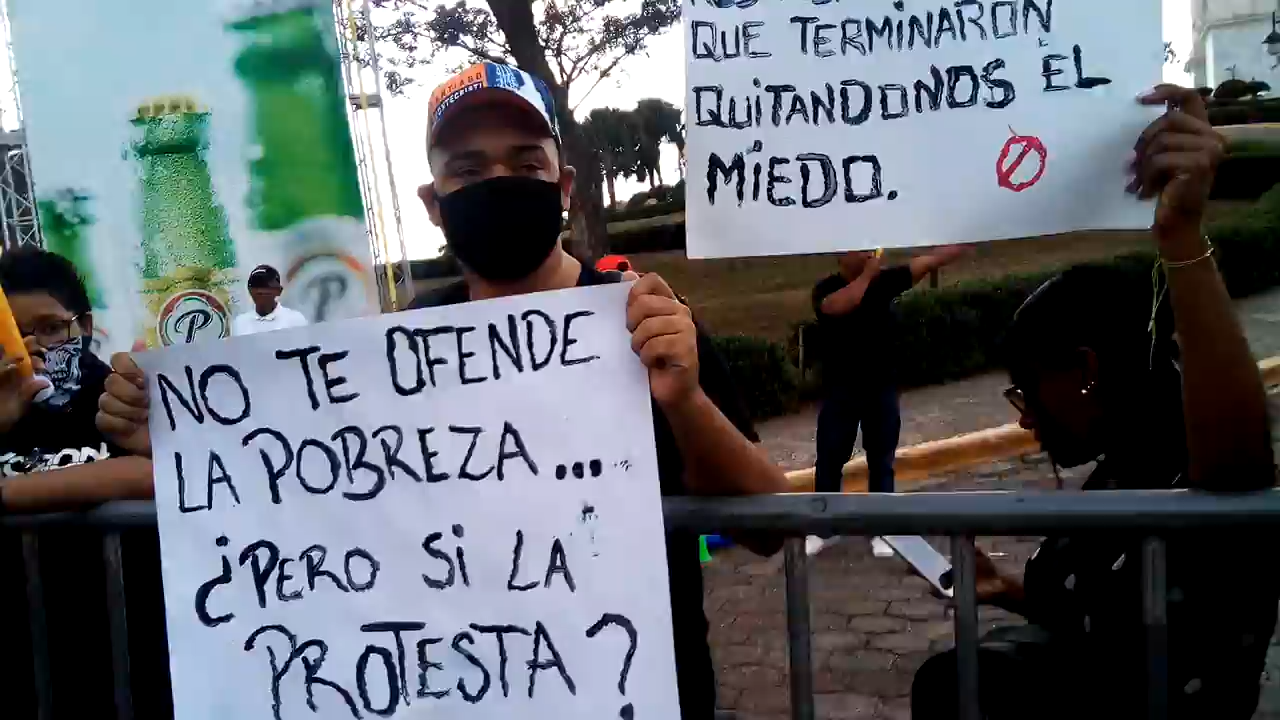 QUE TERMINARON
QUITANDONOS EL
MIEDO.
NO TE OFENDE
LA POBREZA...
¿PERO SI LA
PROTESTA?
P
P